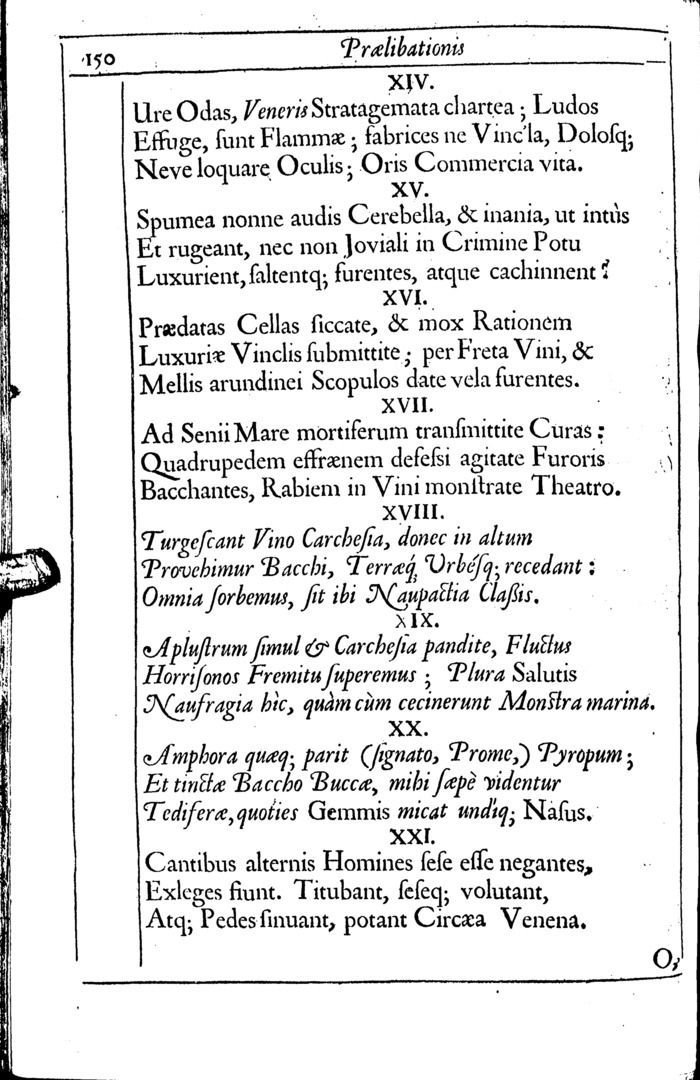 150
Prælibationis
XIV.
Ure Odas, Veneris Stratagemata chartea ; Ludos
Effuge, ſunt Flammæ ; fabrices ne Vinc'la, Doloſq;
Neve loquare Oculis ; Oris Commercia vita.
XV.
Spumea nonne audis Cerebella, & inania, ut intùs
Et rugeant, nec non Joviali in Crimine Potu
Luxurient, ſaltentq; furentes, atque cachinnent ?
XVI.
Prædatas Cellas ſiccate, & mox Rationem
Luxuriæ Vinclis ſubmittite ; per Freta Vini, &
Mellis arundinei Scopulos date vela furentes.
XVII.
Ad Senii Mare mortiferum tranſmittite Curas :
Quadrupedem effrænem defeſsi agitate Furoris
Bacchantes, Rabiem in Vini monſtrate Theatro.
XVIII.
Turgeſcant Vino Carcheſia, donec in altum
Provehimur Bacchi, Terræq́, Urbéſq; recedant :
Omnia ſorbemus, ſit ibi Naupactia Claſsis.
XIX.
Apluſtrum ſimul & Carcheſia pandite, Fluctus
Horriſonos Fremitu ſuperemus ; Plura Salutis
Naufragia hìc, quàm cùm cecinerunt Monſtra marina.
XX.
Amphora quæq; parit (ſignato, Prome,) Pyropum ;
Et tinctæ Baccho Buccæ, mihi ſæpè videntur
Tediferæ, quoties Gemmis micat undiq; Naſus.
XXI.
Cantibus alternis Homines ſeſe eſſe negantes,
Exleges fiunt. Titubant, ſeſeq; volutant,
Atq; Pedes ſinuant, potant Circæa Venena.
O,